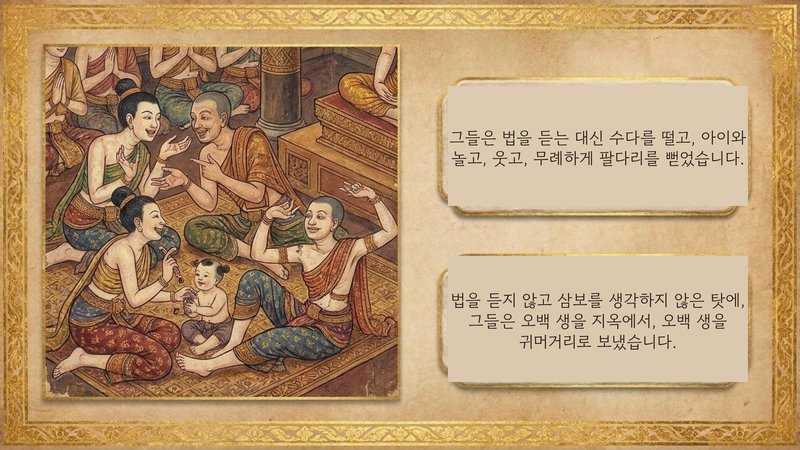 그들은 법을 듣는 대신 수다를 떨고, 아이와
놀고, 웃고, 무례하게 팔다리를 뻗었습니다.
법을 듣지 않고 삼보를 생각하지 않은 탓에,
그들은 오백 생을 지옥에서, 오백 생을
귀머거리로 보냈습니다.